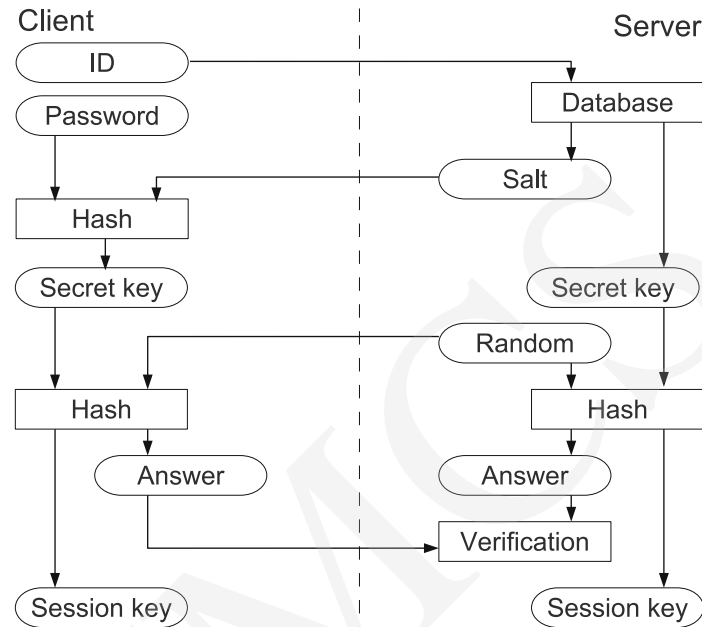 Client
Server
ID
Password
Database
Salt
Hash
Secret key
Secret key
Random
Hash
Hash
Answer
Answer
Verification
Session key
Session key